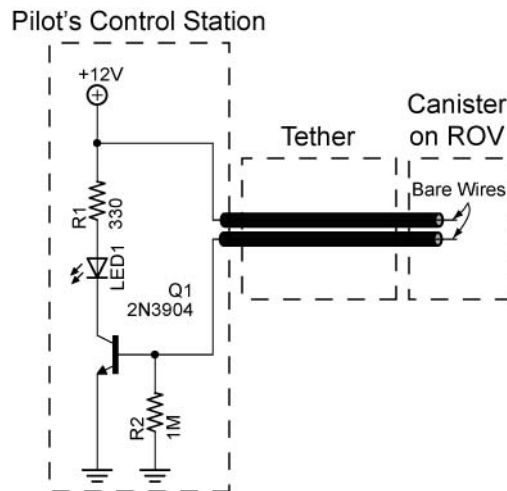 Pilot's Control Station
+12V
Canister
on ROV
Tether
Bare Wires
R1
330
LED1
Q1
2N3904
R2
1M